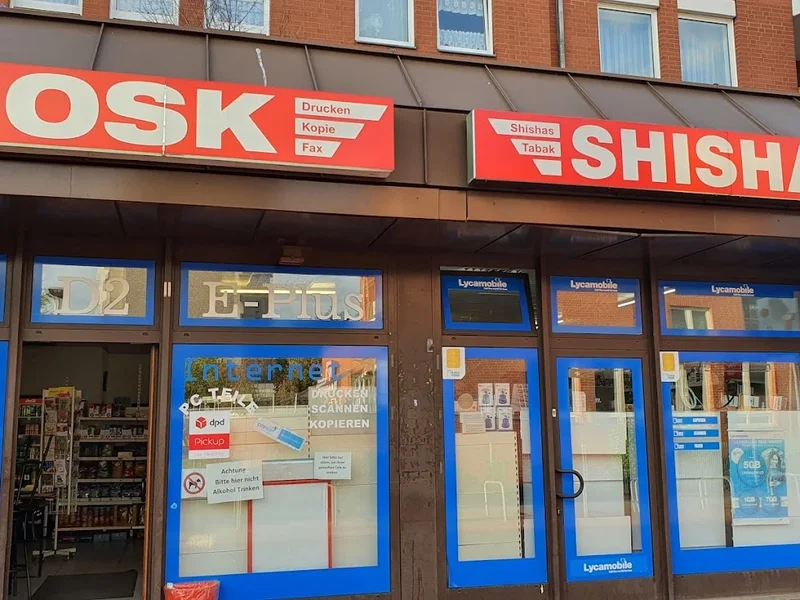 OSK
Drucken
Kopie
Fax
Shishas
Tabak
SHISHA
D2
E-Plus
Lycamobile
Lycamobile
Lycamobile
Internet
PC-TEKE
DRUCKEN
SCANNEN
KOPIEREN
dpd
Pickup
Achtung
Bitte hier nicht
Alkohol Trinken
5GB
Lycamobile